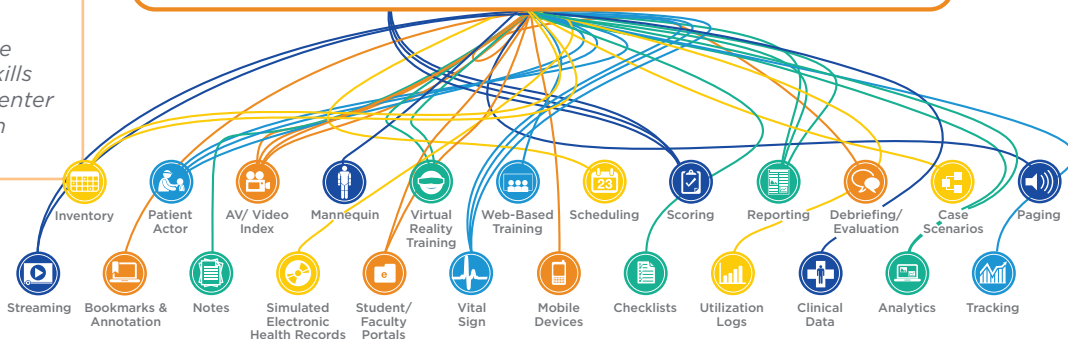 e
kills
enter
n
23
Inventory
Patient
Actor
AV/ Video
Index
Mannequin
Virtual
Reality
Training
Web-Based
Training
Scheduling
Scoring
Reporting
Debriefing/
Evaluation
Case
Scenarios
Paging
e
Streaming
Bookmarks &
Annotation
Notes
Simulated
Electronic
Health Records
Student/
Faculty
Portals
Vital
Sign
Mobile
Devices
Checklists
Utilization
Logs
Clinical
Data
Analytics
Tracking